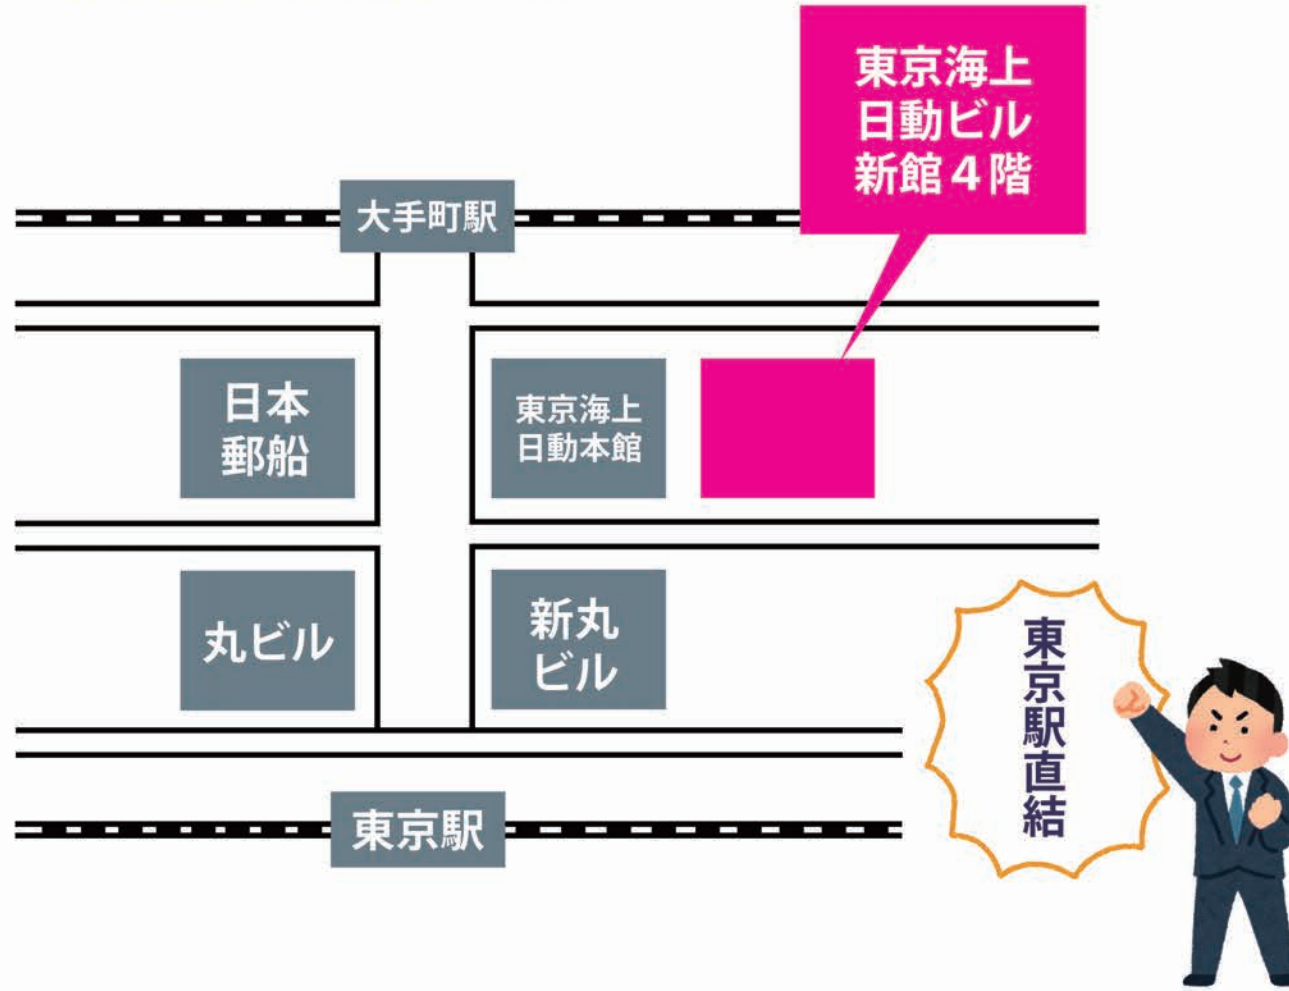 東京海上
日動ビル
新館4階
大手町駅
日本
郵船
東京海上
日動本館
丸ビル
新丸
ビル
東京駅直結
東京駅